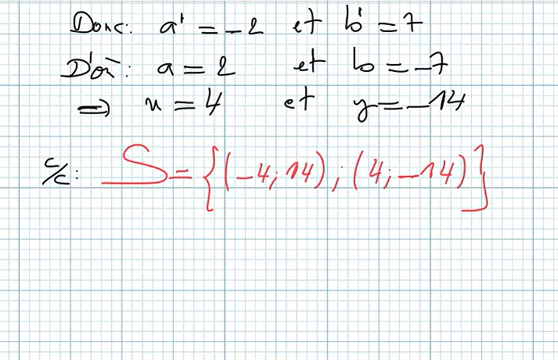 Donc: a' = -2 et b' = 7
D'où: a = 2 et b = -7
⇒ x = 4 et y = -14
c/c: S = {(-4; 14); (4; -14)}